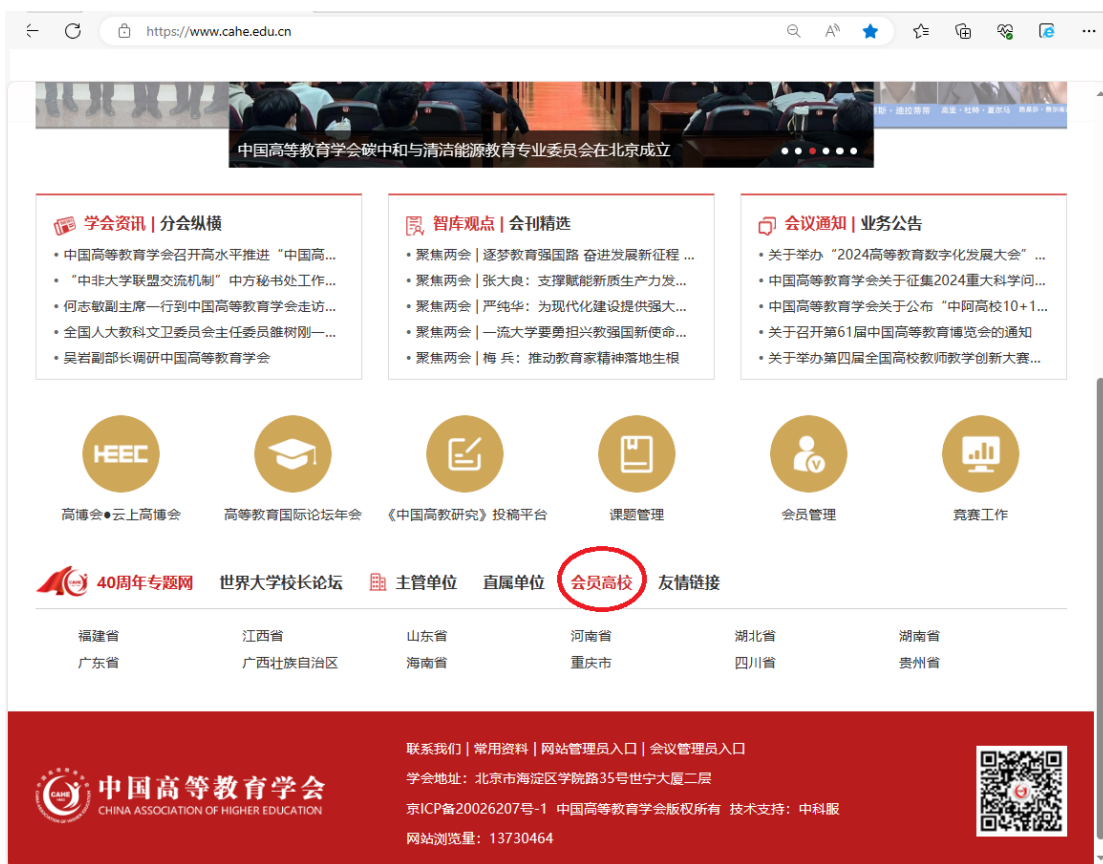 https://www.cahe.edu.cn
中国高等教育学会碳中和与清洁能源教育专业委员会在北京成立
学会资讯 | 分会纵横
• 中国高等教育学会召开高水平推进“中国高...
• “中非大学联盟交流机制”中方秘书处工作...
• 何志敏副主席一行到中国高等教育学会走访...
• 全国人大教科文卫委员会主任委员雒树刚一...
• 吴岩副部长调研中国高等教育学会
智库观点 | 会刊精选
• 聚焦两会 | 逐梦教育强国路 奋进发展新征程 ...
• 聚焦两会 | 张大良：支撑赋能新质生产力发...
• 聚焦两会 | 严纯华：为现代化建设提供强大...
• 聚焦两会 | 一流大学要勇担兴教强国新使命...
• 聚焦两会 | 梅 兵：推动教育家精神落地生根
会议通知 | 业务公告
• 关于举办“2024高等教育数字化发展大会” ...
• 中国高等教育学会关于征集2024重大科学问...
• 中国高等教育学会关于公布“中阿高校10+1...
• 关于召开第61届中国高等教育博览会的通知
• 关于举办第四届全国高校教师教学创新大赛...
HEEC
高博会●云上高博会
高等教育国际论坛年会
《中国高教研究》投稿平台
课题管理
会员管理
竞赛工作
40周年专题网 世界大学校长论坛 主管单位 直属单位 会员高校 友情链接
福建省 江西省 山东省 河南省 湖北省 湖南省
广东省 广西壮族自治区 海南省 重庆市 四川省 贵州省
CAHE
中国高等教育学会
CHINA ASSOCIATION OF HIGHER EDUCATION
联系我们 | 常用资料 | 网站管理员入口 | 会议管理员入口
学会地址：北京市海淀区学院路35号世宁大厦二层
京ICP备20026207号-1 中国高等教育学会版权所有 技术支持：中科服
网站浏览量：13730464